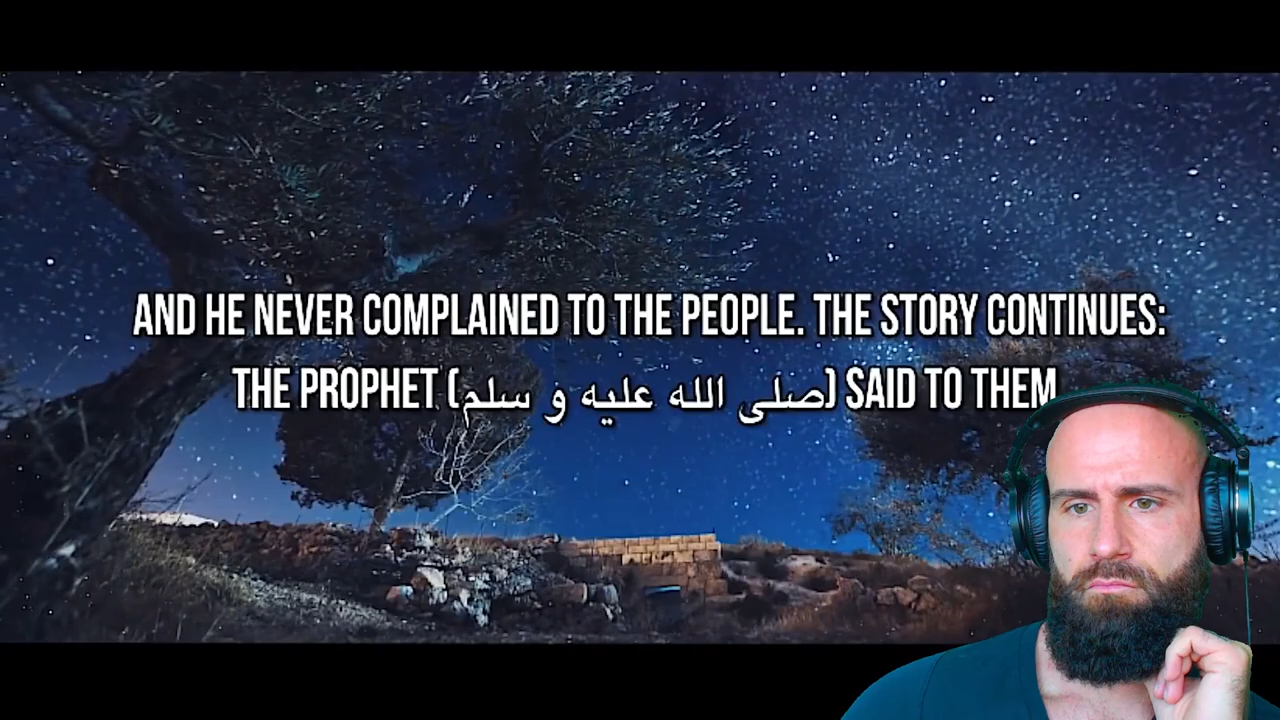 AND HE NEVER COMPLAINED TO THE PEOPLE. THE STORY CONTINUES:
THE PROPHET (صلى الله عليه و سلم) SAID TO THEM